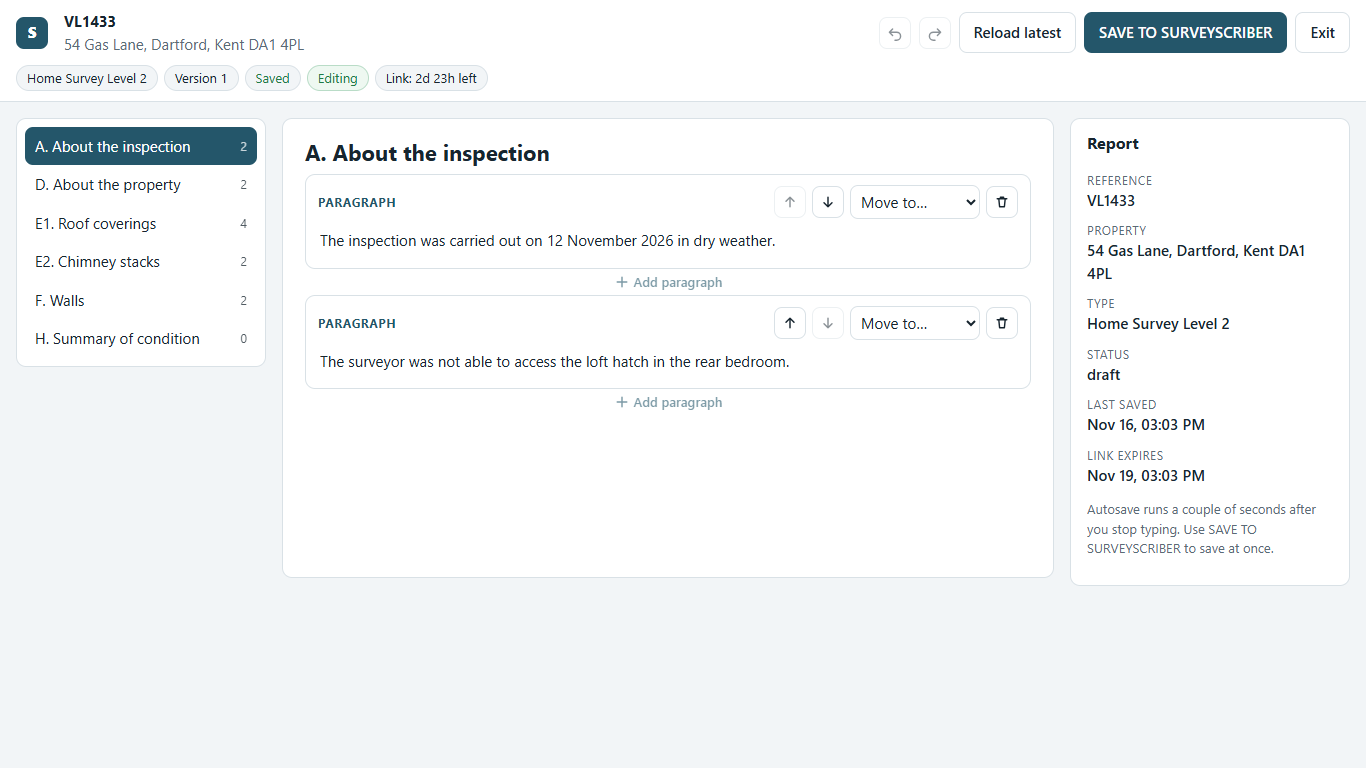 S
VL1433
54 Gas Lane, Dartford, Kent DA1 4PL
Reload latest
SAVE TO SURVEYSCRIBER
Exit
Home Survey Level 2
Version 1
Saved
Editing
Link: 2d 23h left
A. About the inspection 2
D. About the property 2
E1. Roof coverings 4
E2. Chimney stacks 2
F. Walls 2
H. Summary of condition 0
A. About the inspection
PARAGRAPH
Move to...
The inspection was carried out on 12 November 2026 in dry weather.
+ Add paragraph
PARAGRAPH
Move to...
The surveyor was not able to access the loft hatch in the rear bedroom.
+ Add paragraph
Report
REFERENCE
VL1433
PROPERTY
54 Gas Lane, Dartford, Kent DA1
4PL
TYPE
Home Survey Level 2
STATUS
draft
LAST SAVED
Nov 16, 03:03 PM
LINK EXPIRES
Nov 19, 03:03 PM
Autosave runs a couple of seconds after
you stop typing. Use SAVE TO
SURVEYSCRIBER to save at once.